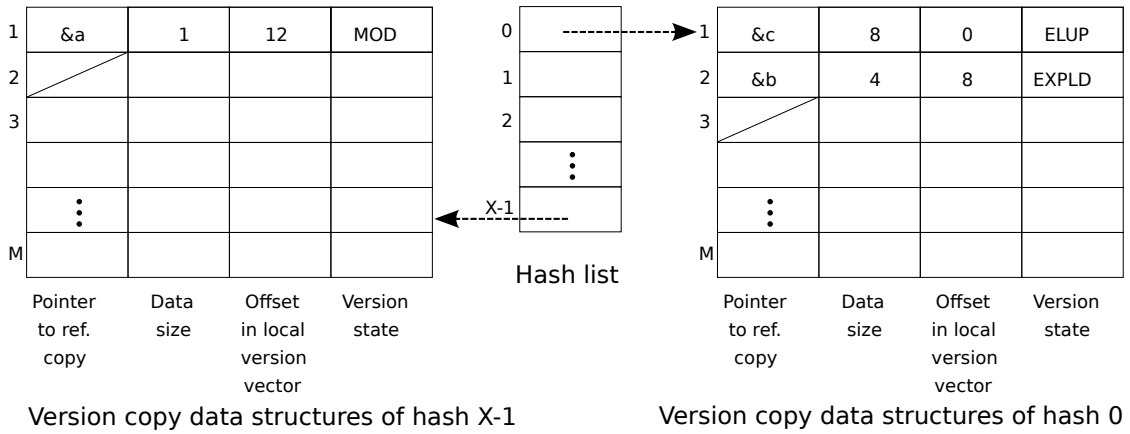 1 &a 1 12 MOD
2
3
M
Pointer to ref. copy
Data size
Offset in local version vector
Version state
Version copy data structures of hash X-1
0
1
2
X-1
Hash list
1 &c 8 0 ELUP
2 &b 4 8 EXPLD
3
M
Pointer to ref. copy
Data size
Offset in local version vector
Version state
Version copy data structures of hash 0